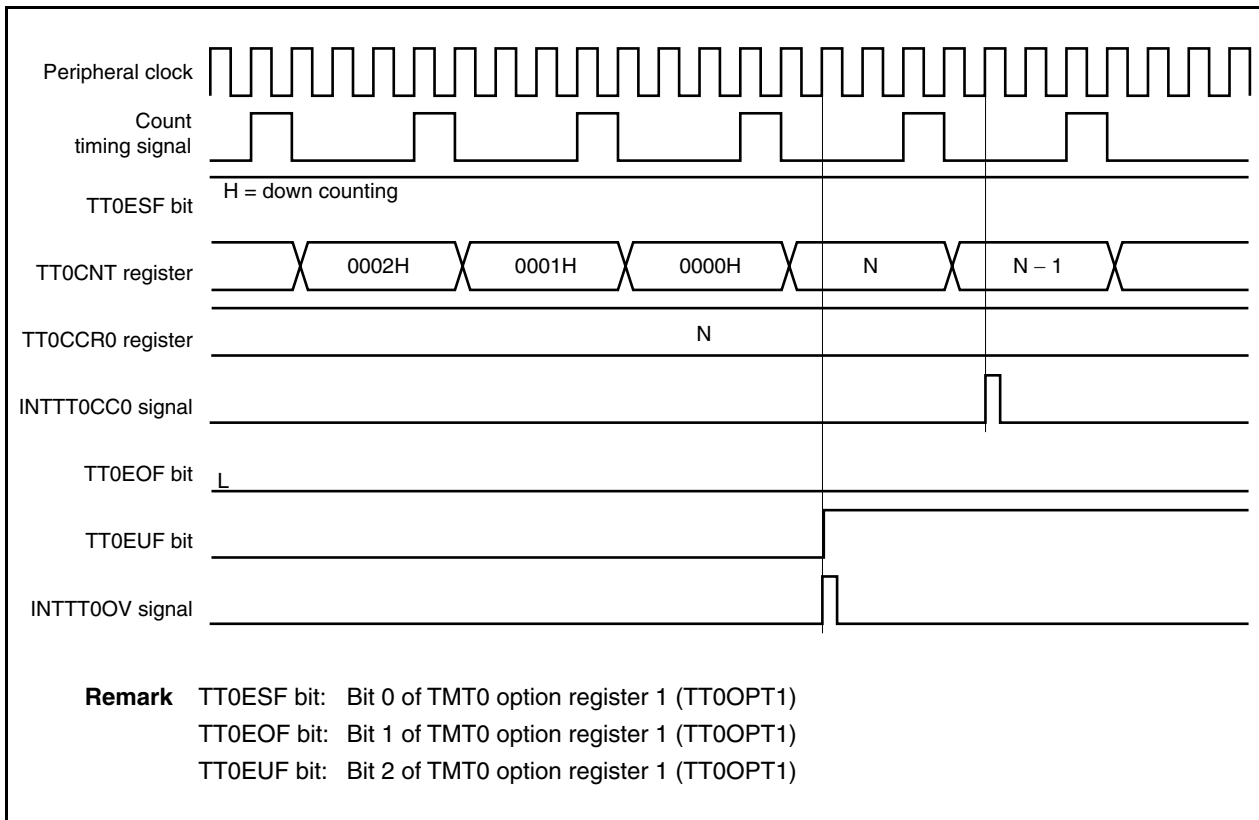 Peripheral clock
Count
timing signal
H = down counting
TT0ESF bit
TT0CNT register
0002H
0001H
0000H
N
N – 1
TT0CCR0 register
N
INTTT0CC0 signal
TT0EOF bit
L
TT0EUF bit
INTTT0OV signal
Remark TT0ESF bit: Bit 0 of TMT0 option register 1 (TT0OPT1)
TT0EOF bit: Bit 1 of TMT0 option register 1 (TT0OPT1)
TT0EUF bit: Bit 2 of TMT0 option register 1 (TT0OPT1)